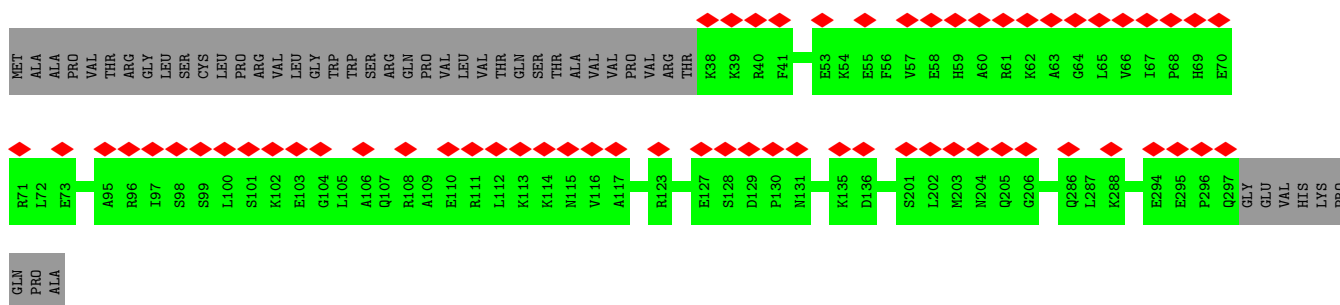 MET ALA ALA PRO VAL THR ARG GLY LEU SER CYS LEU PRO ARG VAL LEU GLY TRP TRP SER ARG GLN PRO VAL LEU VAL THR GLN SER THR ALA VAL VAL PRO VAL ARG THR K38 K39 R40 F41 E53 K54 E55 F56 V57 E58 H59 A60 R61 K62 A63 G64 L65 V66 I67 P68 H69 E70
R71 L72 E73 A95 R96 I97 S98 S99 L100 S101 K102 E103 G104 L105 A106 Q107 R108 A109 E110 R111 L112 K113 K114 N115 V116 A117 R123 E127 S128 D129 P130 N131 K135 D136 S201 L202 M203 N204 Q205 G206 Q286 L287 K288 E294 E295 P296 Q297 GLY GLU VAL HIS LYS PRO
GLN PRO ALA